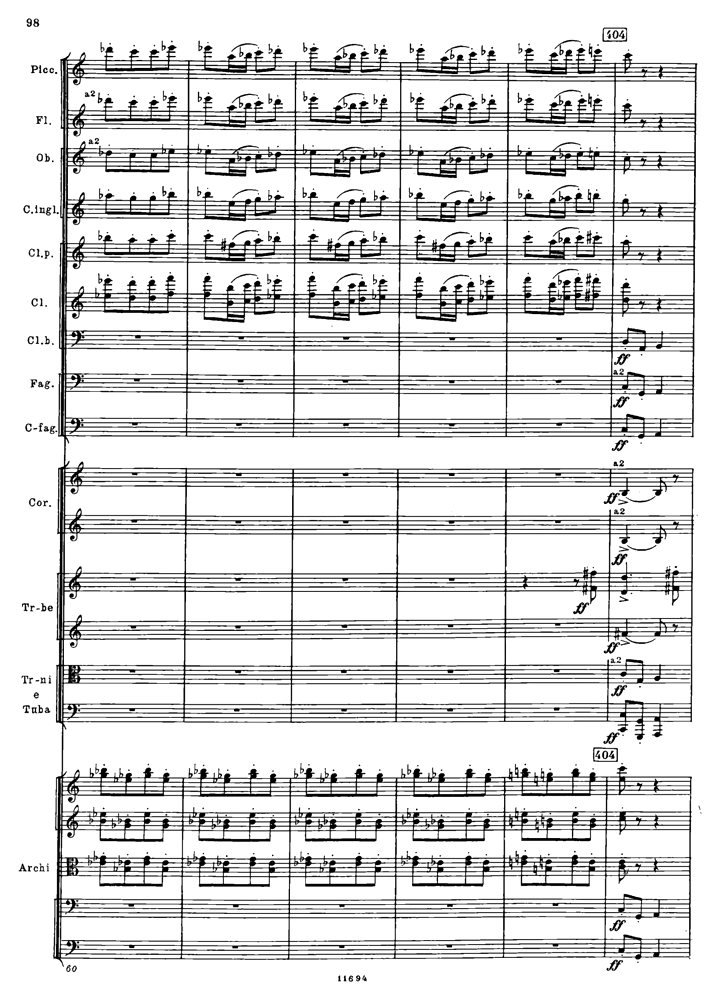 98
404
Picc.
a2
Fl.
a2
Ob.
C.ingl.
Cl.p.
Cl.
Cl.b.
ff
a2
Fag.
ff
C-fag.
ff
a2
Cor.
ff
a2
ff
ff
Tr-be
ff
a2
Tr-ni
e
Tuba
ff
ff
404
Archi
ff
ff
60
11694